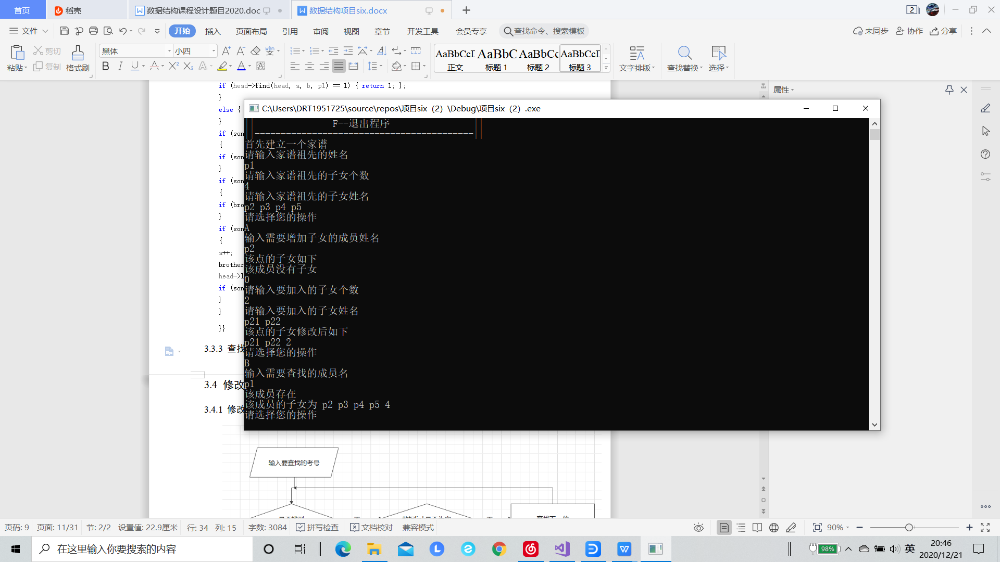 首页
稻壳
数据结构课程设计题目2020.doc
数据结构项目six.docx
2
文件
开始
插入
页面布局
引用
审阅
视图
章节
开发工具
会员专享
查找命令、搜索模板
未同步
协作
分享
粘贴
剪切
复制
格式刷
黑体
小四
AaBbCcI
正文
AaBbC
标题 1
AaBbCc
标题 2
AaBbCcI
标题 3
文字排版
查找替换
选择
属性
if (head->find(head, a, b, p1) == 1) { return 1; };
}
else {
}
if (son
{
if (son
}
if (son
{
if (bro
}
if (son
{
a++;
brother
head->l
if (son
}
}
}}
3.3.3 查找
3.4 修改
3.4.1 修改
C:\Users\DRT1951725\source\repos\项目six（2）\Debug\项目six（2）.exe
F--退出程序
首先建立一个家谱
请输入家谱祖先的姓名
p1
请输入家谱祖先的子女个数
4
请输入家谱祖先的子女姓名
p2 p3 p4 p5
请选择您的操作
A
输入需要增加子女的成员姓名
p2
该点的子女如下
该成员没有子女
0
请输入要加入的子女个数
2
请输入要加入的子女姓名
p21 p22
该点的子女修改后如下
p21 p22 2
请选择您的操作
B
输入需要查找的成员名
p1
该成员存在
该成员的子女为 p2 p3 p4 p5 4
请选择您的操作
输入要查找的考号
页码: 9
页面: 11/31
节: 2/2
设置值: 22.9厘米
行: 34
列: 15
字数: 3084
拼写检查
文档校对
兼容模式
90%
在这里输入你要搜索的内容
98%
英
20:46
2020/12/21